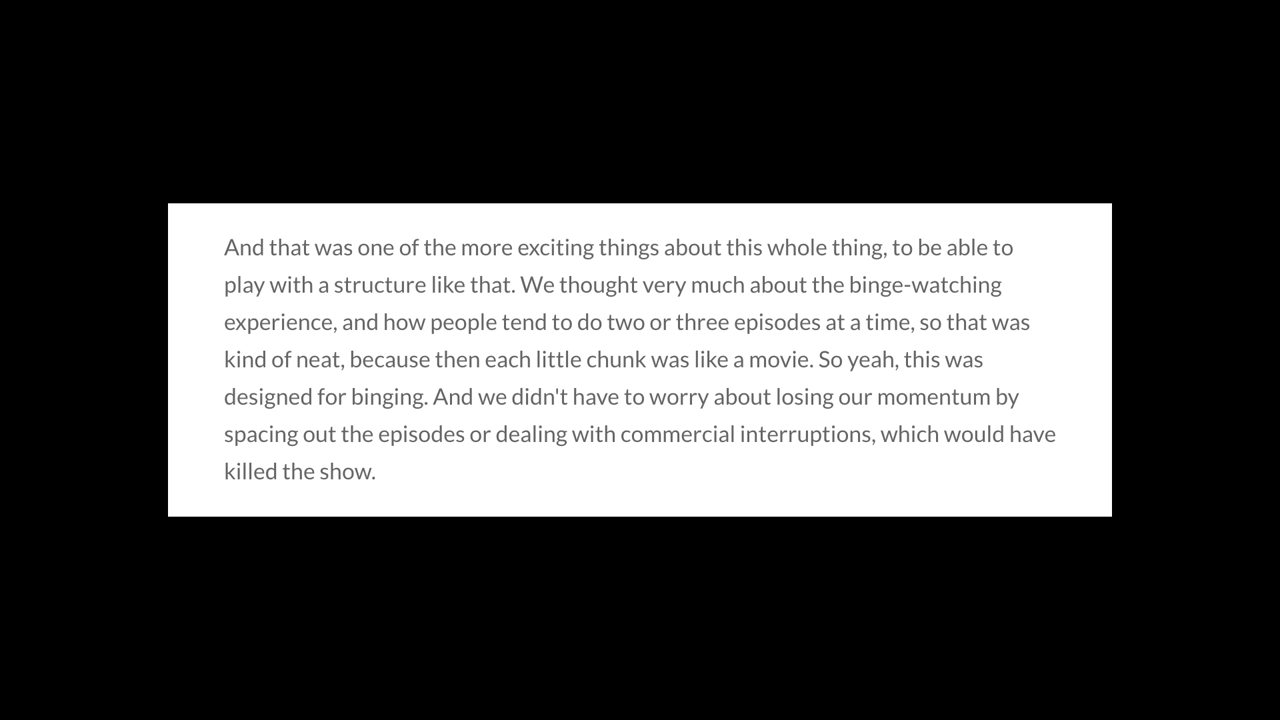 And that was one of the more exciting things about this whole thing, to be able to
play with a structure like that. We thought very much about the binge-watching
experience, and how people tend to do two or three episodes at a time, so that was
kind of neat, because then each little chunk was like a movie. So yeah, this was
designed for binging. And we didn't have to worry about losing our momentum by
spacing out the episodes or dealing with commercial interruptions, which would have
killed the show.